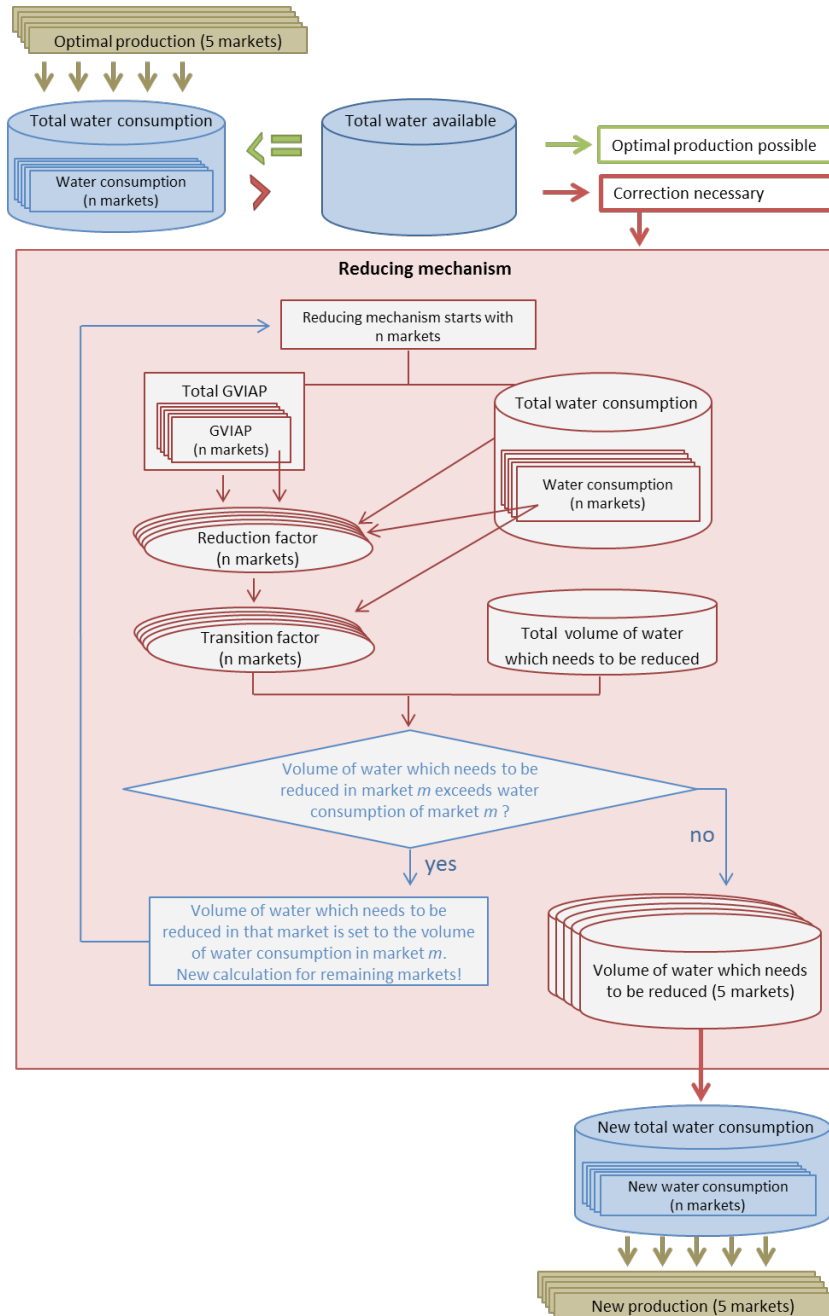 Optimal production (5 markets)
Total water consumption
Water consumption
(n markets)
< =
>
Total water available
Optimal production possible
Correction necessary
Reducing mechanism
Reducing mechanism starts with
n markets
Total GVIAP
GVIAP
(n markets)
Total water consumption
Water consumption
(n markets)
Reduction factor
(n markets)
Transition factor
(n markets)
Total volume of water
which needs to be reduced
Volume of water which needs to be
reduced in market m exceeds water
consumption of market m ?
no
yes
Volume of water which needs to be
reduced in that market is set to the volume
of water consumption in market m.
New calculation for remaining markets!
Volume of water which needs
to be reduced (5 markets)
New total water consumption
New water consumption
(n markets)
New production (5 markets)